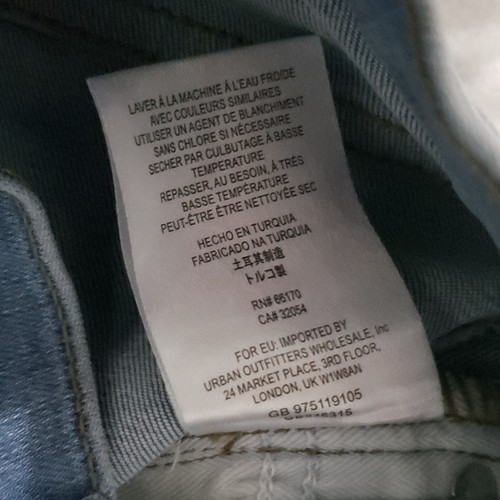 LAVER À LA MACHINE À L'EAU FROIDE
AVEC COULEURS SIMILAIRES
UTILISER UN AGENT DE BLANCHIMENT
SANS CHLORE SI NÉCESSAIRE
SECHER PAR CULBUTAGE À BASSE
TEMPERATURE
REPASSER, AU BESOIN, À TRÈS
BASSE TEMPÉRATURE
PEUT-ÊTRE ÊTRE NETTOYÉE SEC
HECHO EN TURQUIA
FABRICADO NA TURQUIA
土耳其制造
トルコ製
RN# 66170
CA# 32054
FOR EU: IMPORTED BY
URBAN OUTFITTERS WHOLESALE, Inc
24 MARKET PLACE, 3RD FLOOR,
LONDON, UK W1W8AN
GB 975119105